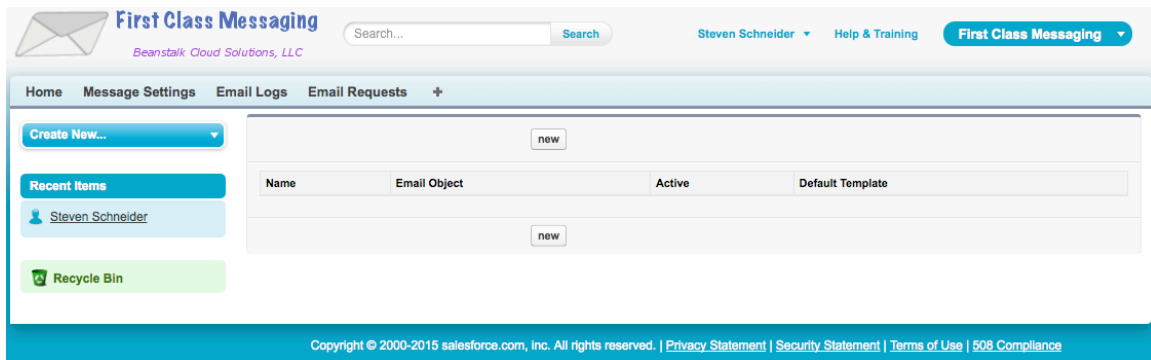 First Class Messaging
Beanstalk Cloud Solutions, LLC
Search...
Search
Steven Schneider
Help & Training
First Class Messaging
Home Message Settings Email Logs Email Requests +
Create New...
new
Recent Items
Name Email Object Active Default Template
Steven Schneider
new
Recycle Bin
Copyright © 2000-2015 salesforce.com, inc. All rights reserved. | Privacy Statement | Security Statement | Terms of Use | 508 Compliance